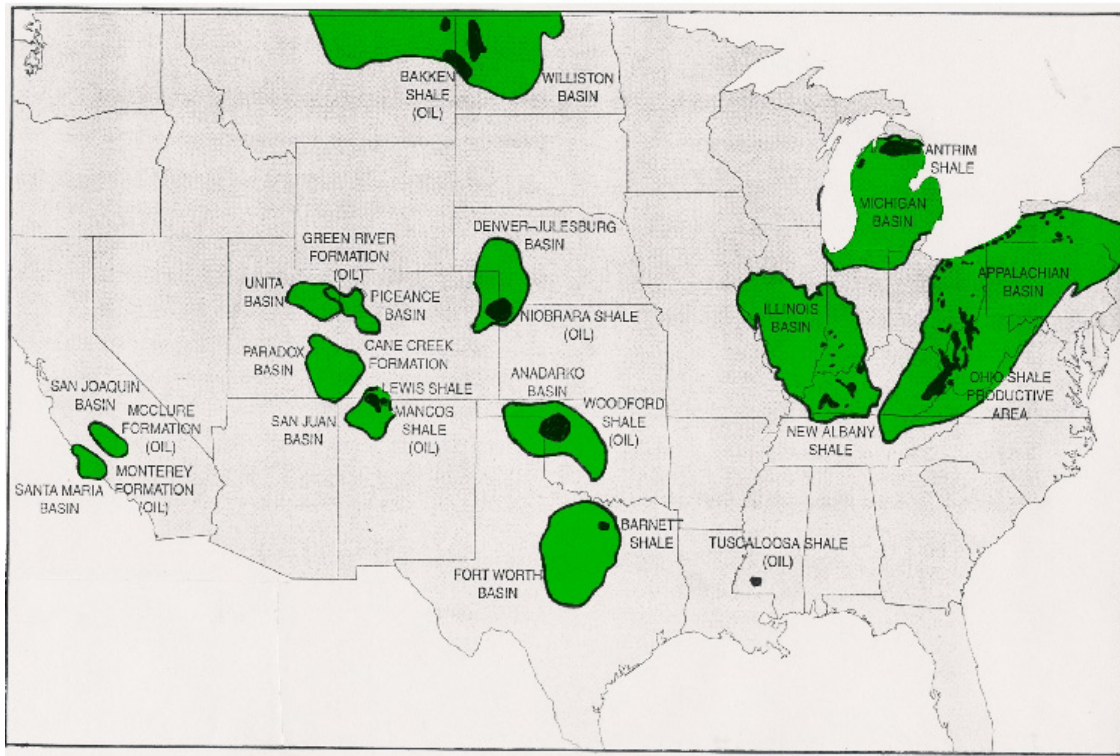 BAKKEN
SHALE
(OIL)
WILLISTON
BASIN
ANTRIM
SHALE
MICHIGAN
BASIN
DENVER–JULESBURG
BASIN
GREEN RIVER
FORMATION
(OIL)
UNITA
BASIN
PICEANCE
BASIN
NIOBRARA SHALE
(OIL)
ILLINOIS
BASIN
APPALACHIAN
BASIN
PARADOX
BASIN
CANE CREEK
FORMATION
LEWIS SHALE
MANCOS
SHALE
(OIL)
SAN JUAN
BASIN
ANADARKO
BASIN
WOODFORD
SHALE
(OIL)
OHIO SHALE
PRODUCTIVE
AREA
NEW ALBANY
SHALE
SAN JOAQUIN
BASIN
MCCLURE
FORMATION
(OIL)
MONTEREY
FORMATION
(OIL)
SANTA MARIA
BASIN
BARNETT
SHALE
FORT WORTH
BASIN
TUSCALOOSA SHALE
(OIL)